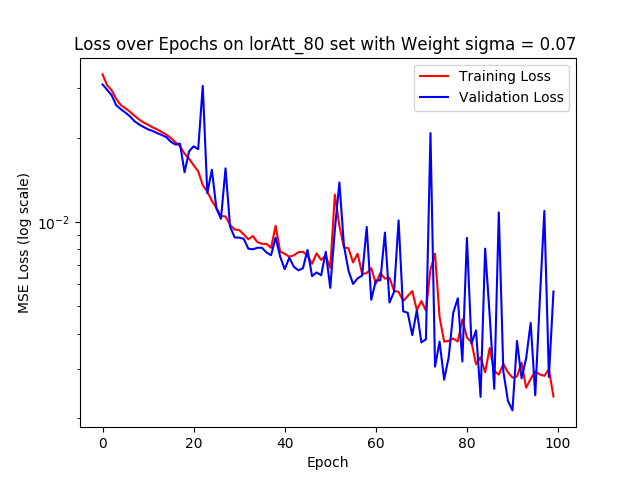 Loss over Epochs on lorAtt_80 set with Weight sigma = 0.07
Training Loss
Validation Loss
MSE Loss (log scale)
10⁻²
0 20 40 60 80 100
Epoch